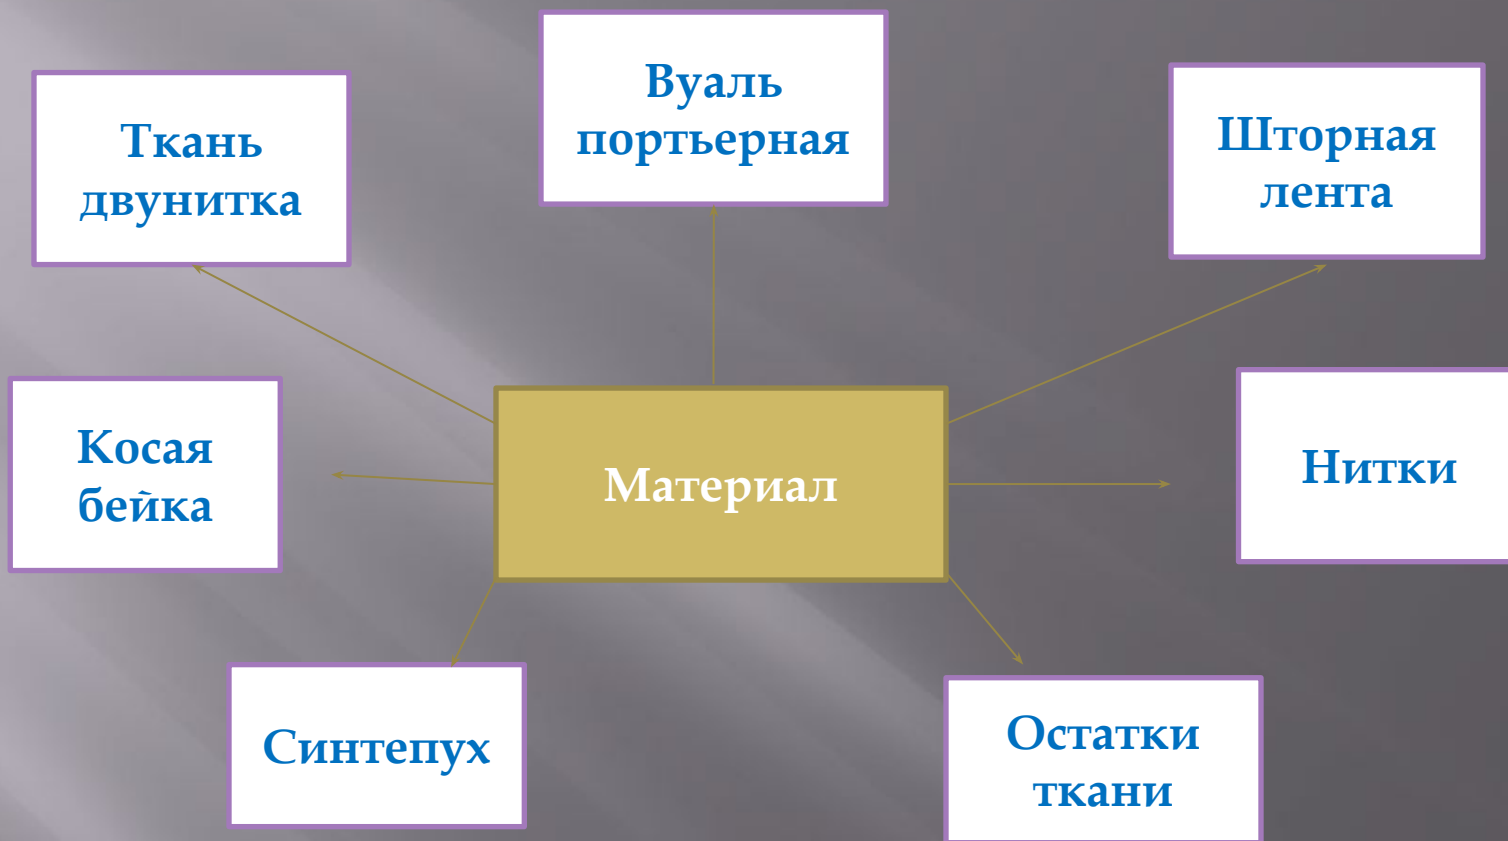 Вуаль
портьерная
Ткань
двунитка
Шторная
лента
Косая
бейка
Материал
Нитки
Синтепух
Остатки
ткани